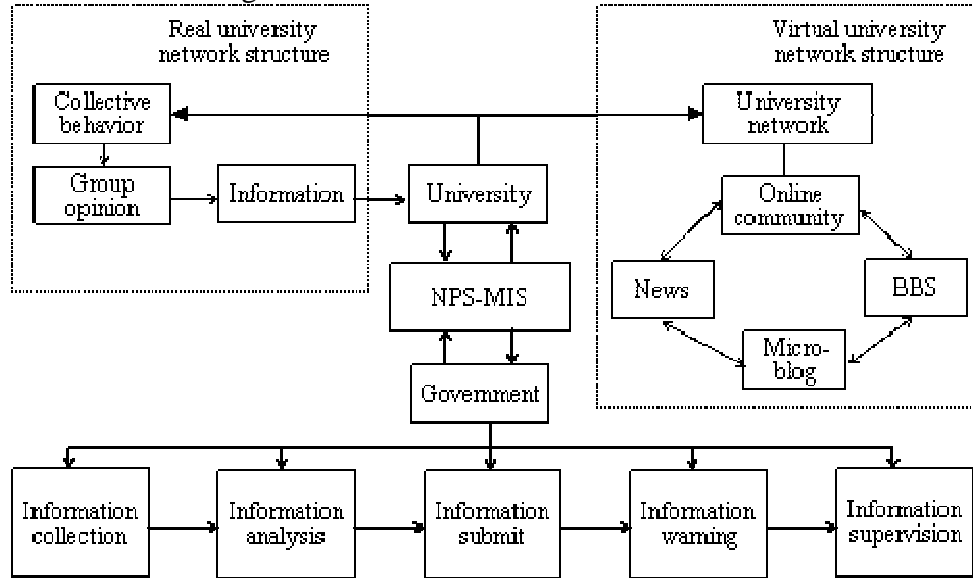 Real university
network structure
Virtual university
network structure
Collective
behavior
University
network
Group
opinion
Information
University
Online
community
News
BBS
NPS-MIS
Micro-
blog
Government
Information
collection
Information
analysis
Information
submit
Information
warning
Information
supervision